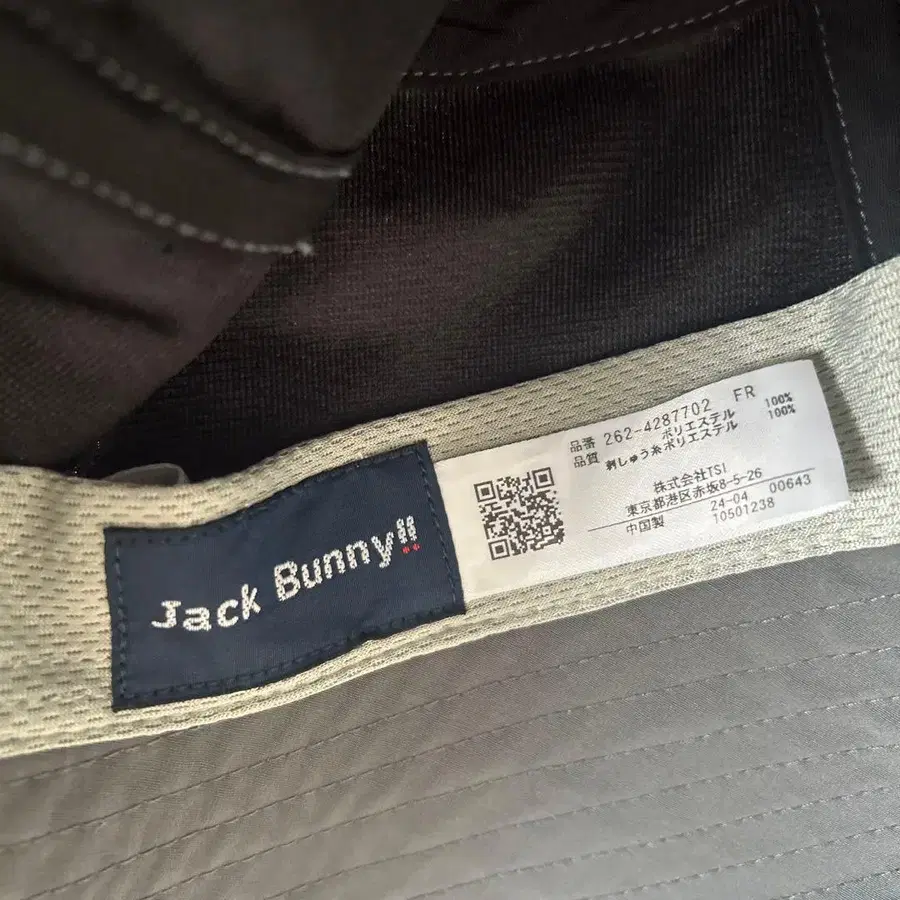 Jack Bunny!!
品番 262-4287702 FR
品質 ポリエステル 100%
刺しゅう糸 ポリエステル 100%
株式会社TSI
東京都港区赤坂8-5-26
24-04 00643
中国製 10501238